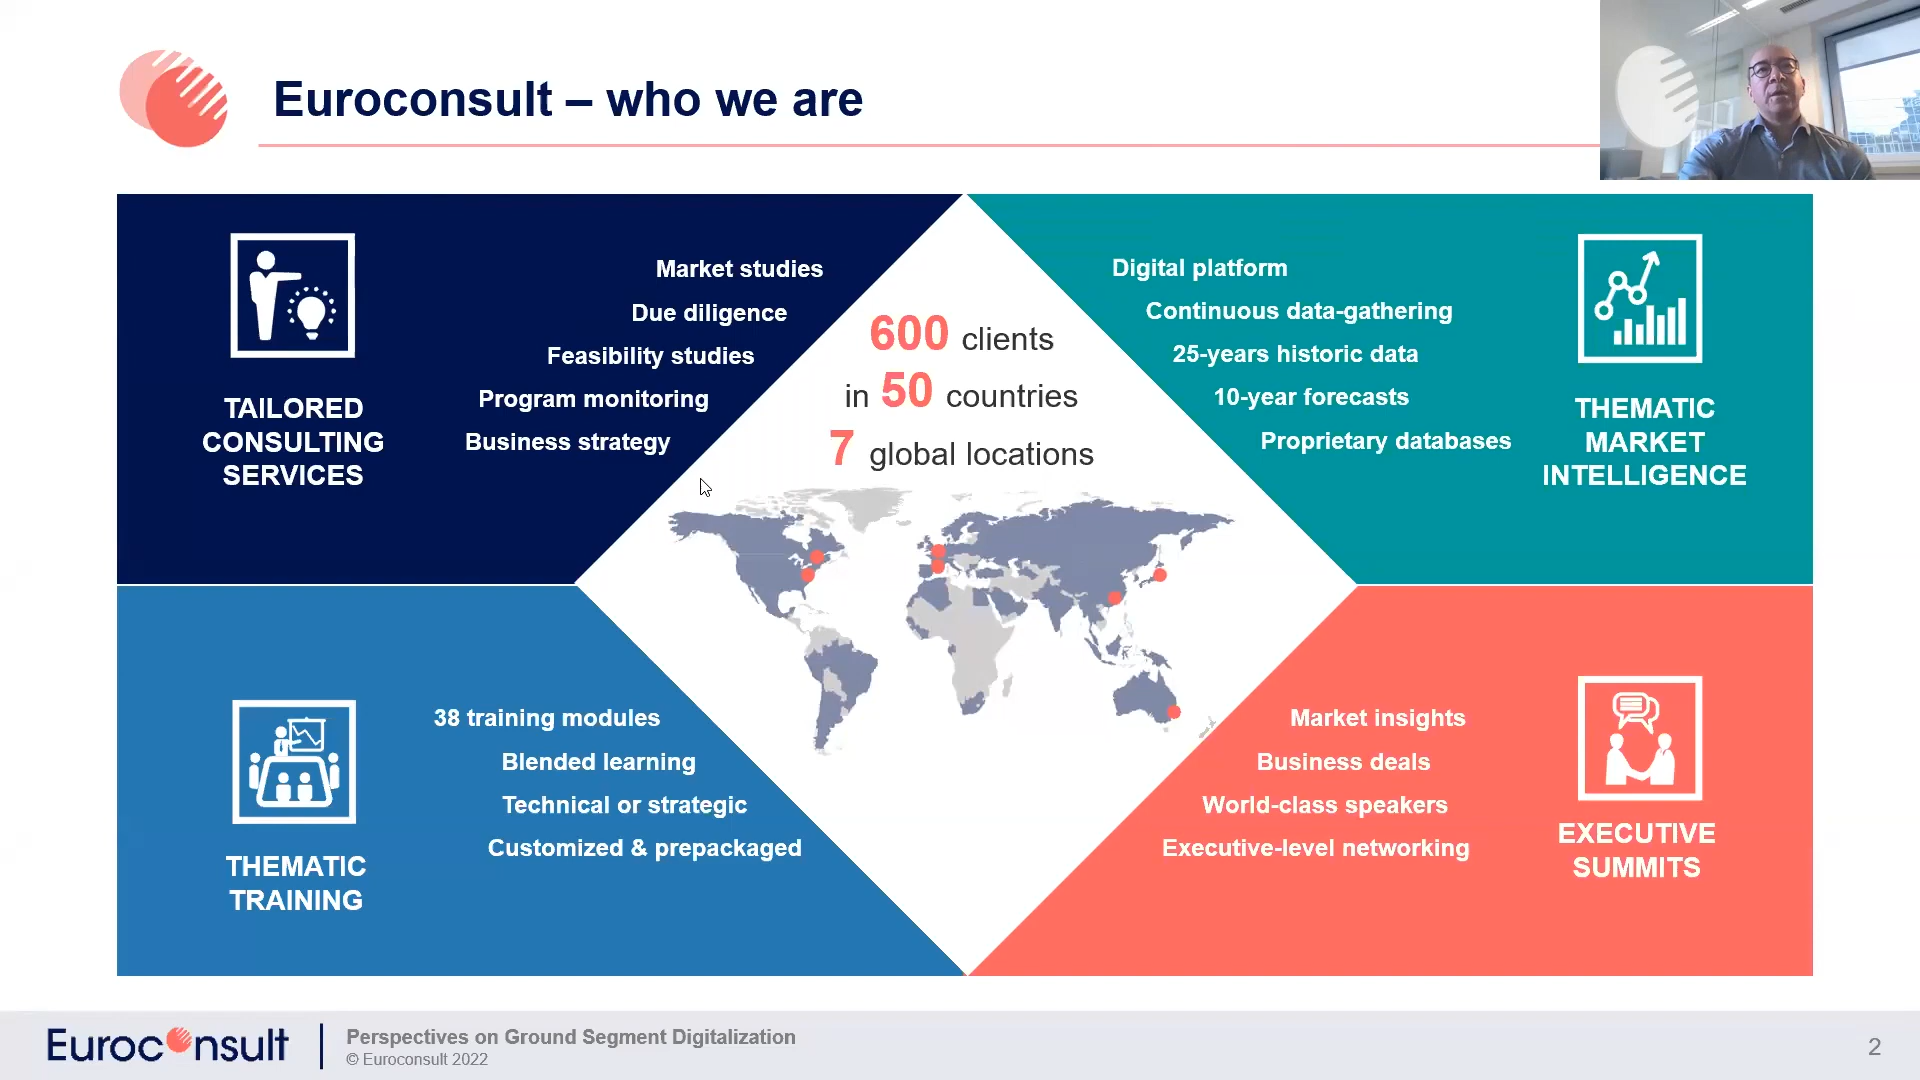 Euroconsult – who we are
Market studies
Due diligence
Feasibility studies
Program monitoring
Business strategy
TAILORED
CONSULTING
SERVICES
600 clients
in 50 countries
7 global locations
Digital platform
Continuous data-gathering
25-years historic data
10-year forecasts
Proprietary databases
THEMATIC
MARKET
INTELLIGENCE
38 training modules
Blended learning
Technical or strategic
Customized & prepackaged
THEMATIC
TRAINING
Market insights
Business deals
World-class speakers
Executive-level networking
EXECUTIVE
SUMMITS
Euroconsult
Perspectives on Ground Segment Digitalization
© Euroconsult 2022
2